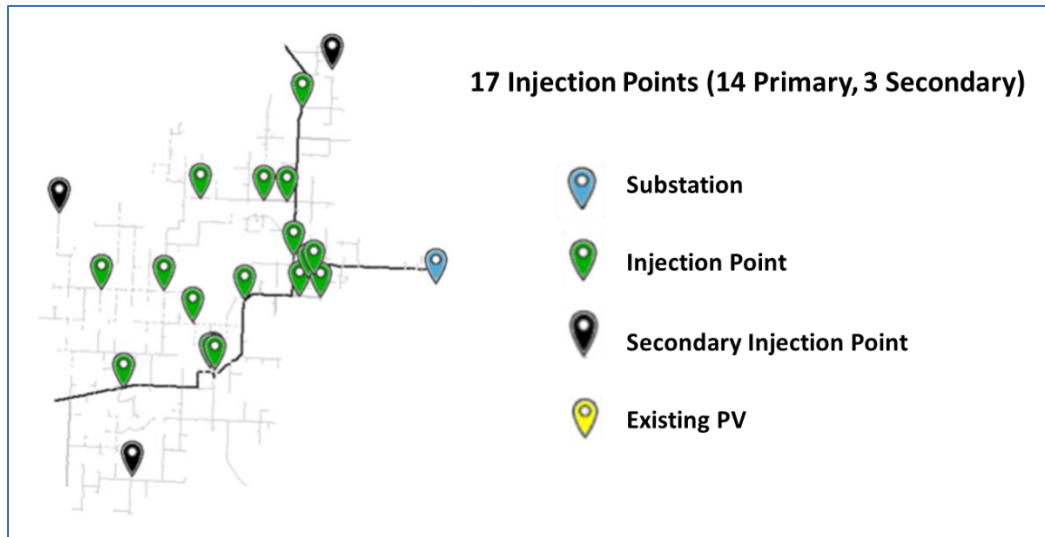 17 Injection Points (14 Primary, 3 Secondary)
Substation
Injection Point
Secondary Injection Point
Existing PV